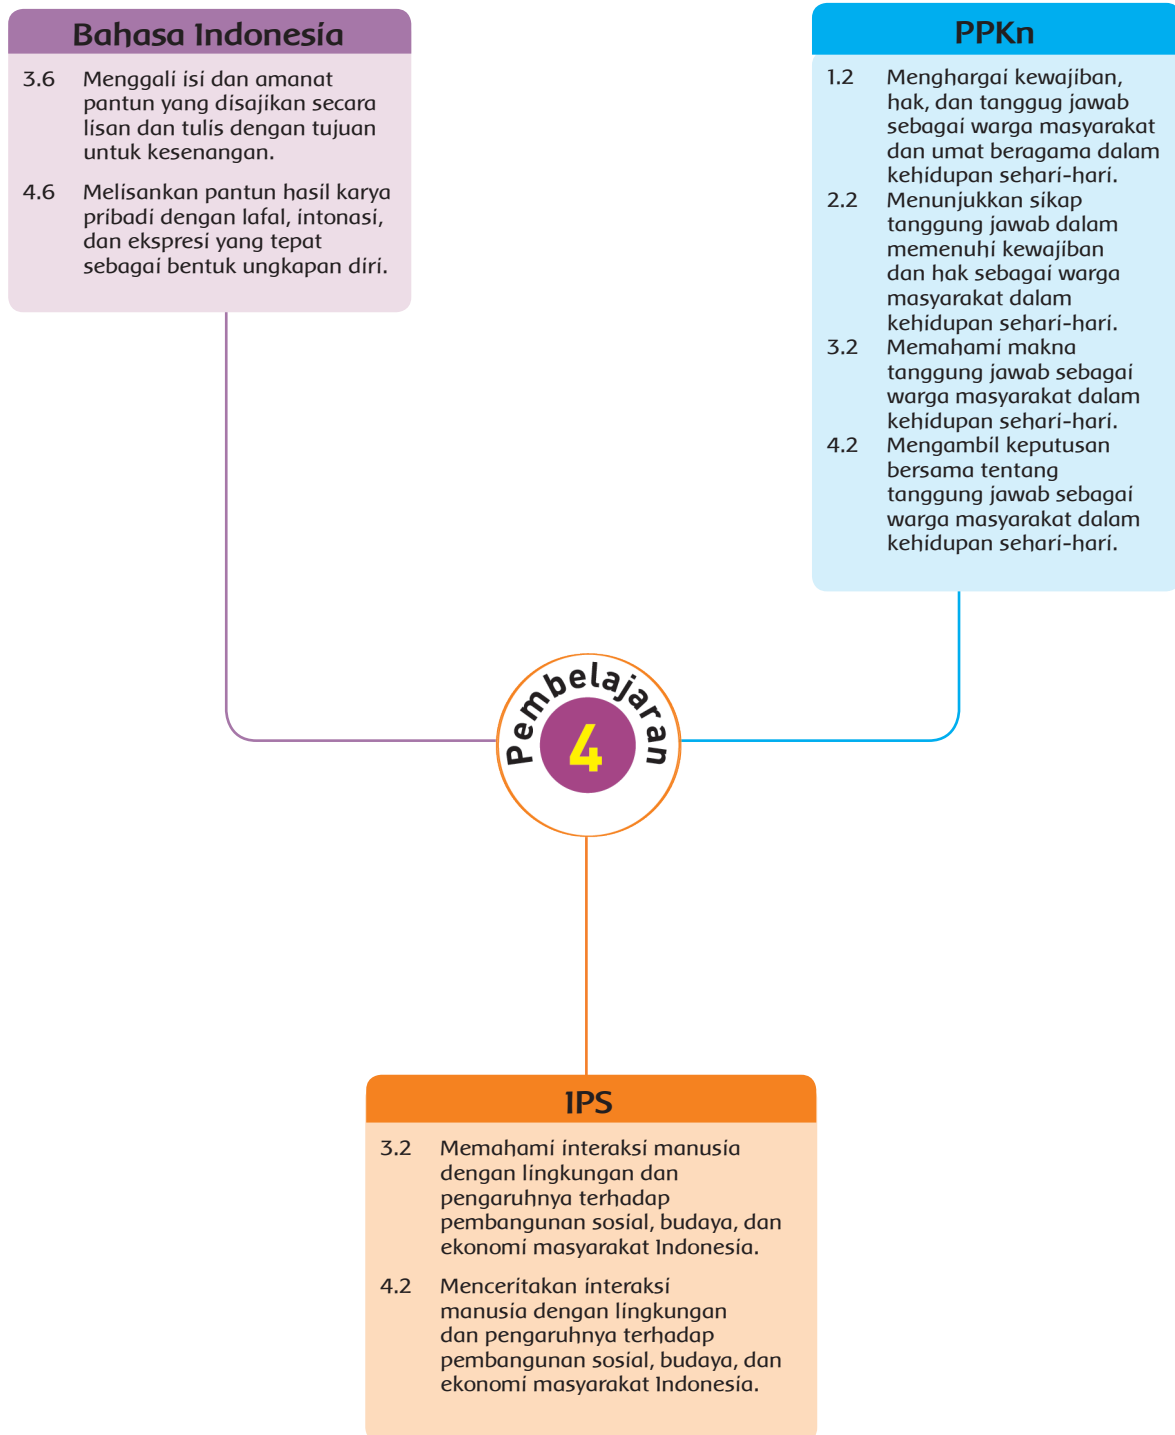 Bahasa Indonesia
3.6 Menggali isi dan amanat
pantun yang disajikan secara
lisan dan tulis dengan tujuan
untuk kesenangan.
4.6 Melisankan pantun hasil karya
pribadi dengan lafal, intonasi,
dan ekspresi yang tepat
sebagai bentuk ungkapan diri.
PPKn
1.2 Menghargai kewajiban,
hak, dan tanggug jawab
sebagai warga masyarakat
dan umat beragama dalam
kehidupan sehari-hari.
2.2 Menunjukkan sikap
tanggung jawab dalam
memenuhi kewajiban
dan hak sebagai warga
masyarakat dalam
kehidupan sehari-hari.
3.2 Memahami makna
tanggung jawab sebagai
warga masyarakat dalam
kehidupan sehari-hari.
4.2 Mengambil keputusan
bersama tentang
tanggung jawab sebagai
warga masyarakat dalam
kehidupan sehari-hari.
Pembelajaran
4
IPS
3.2 Memahami interaksi manusia
dengan lingkungan dan
pengaruhnya terhadap
pembangunan sosial, budaya, dan
ekonomi masyarakat Indonesia.
4.2 Menceritakan interaksi
manusia dengan lingkungan
dan pengaruhnya terhadap
pembangunan sosial, budaya, dan
ekonomi masyarakat Indonesia.